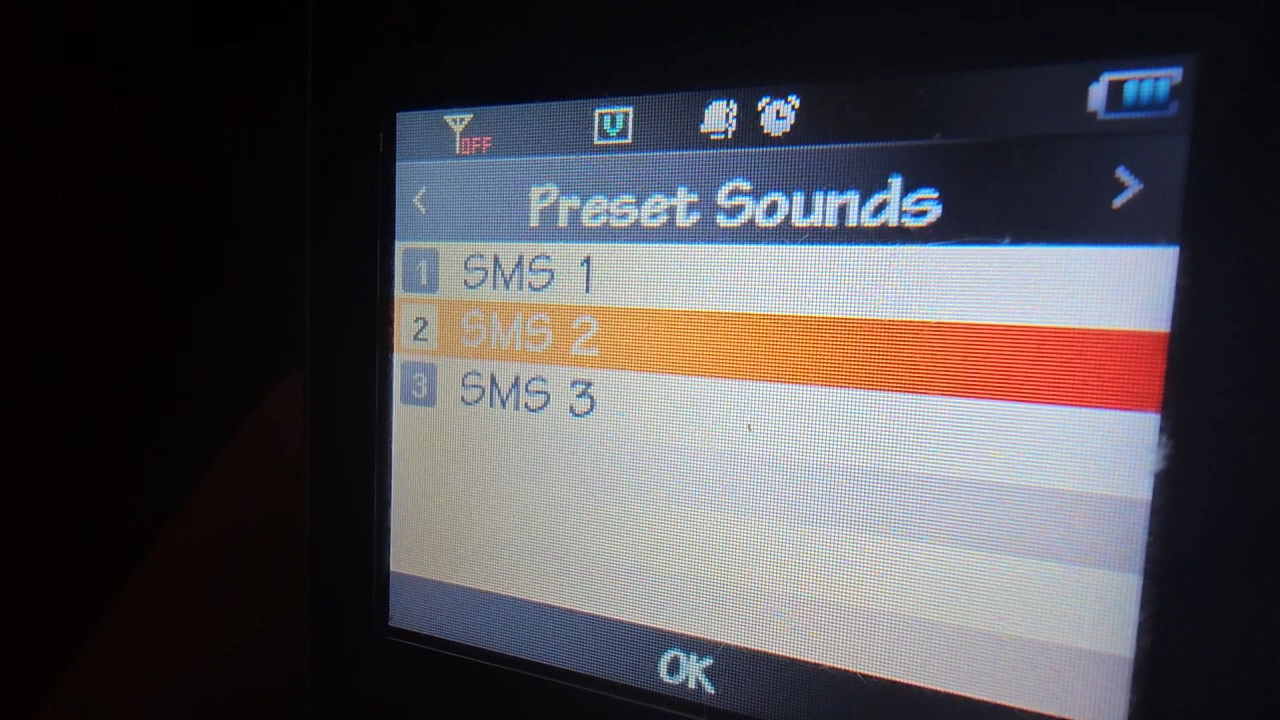 OFF
V
Preset Sounds
1 SMS 1
2 SMS 2
3 SMS 3
OK